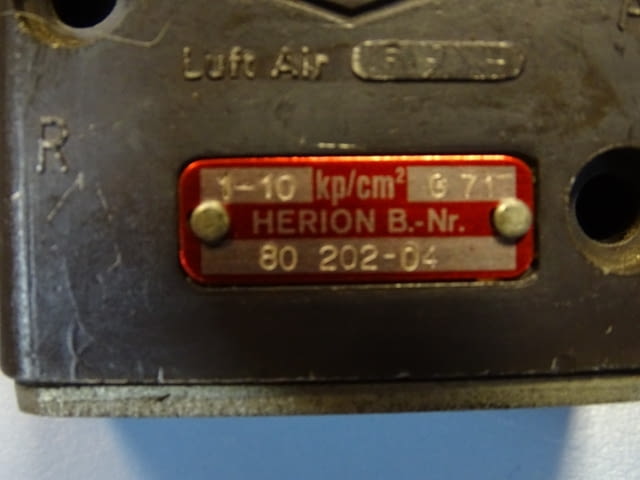 Luft Air
R
1-10 kp/cm² G 71
HERION B.-Nr.
80 202-04